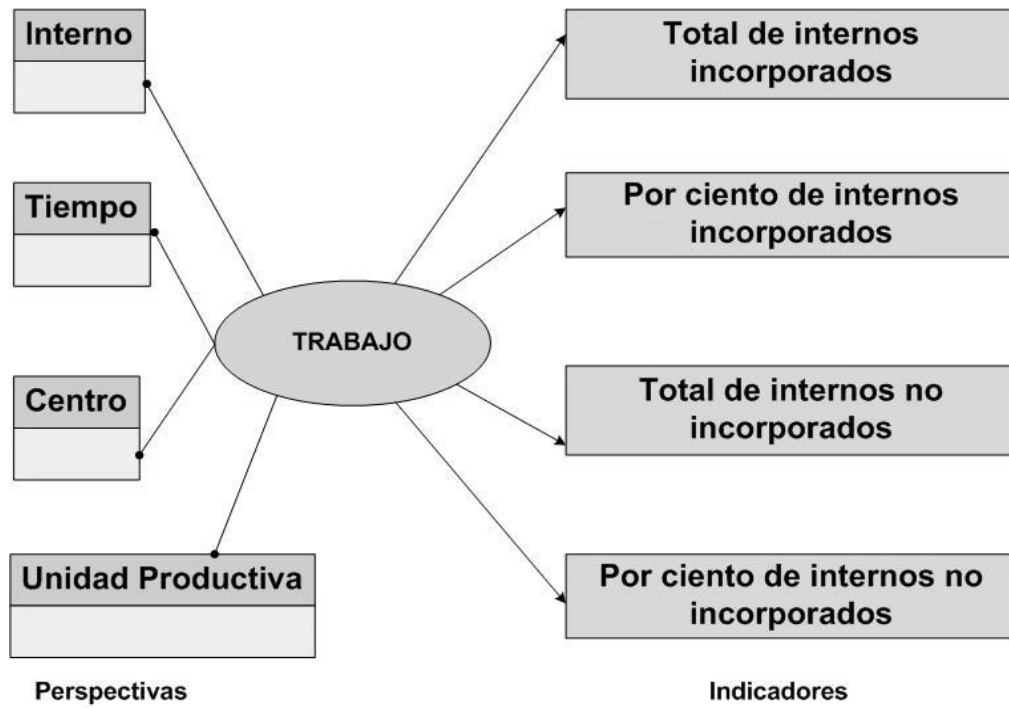 Interno
Tiempo
Centro
Unidad Productiva
Perspectivas
TRABAJO
Total de internos
incorporados
Por ciento de internos
incorporados
Total de internos no
incorporados
Por ciento de internos no
incorporados
Indicadores